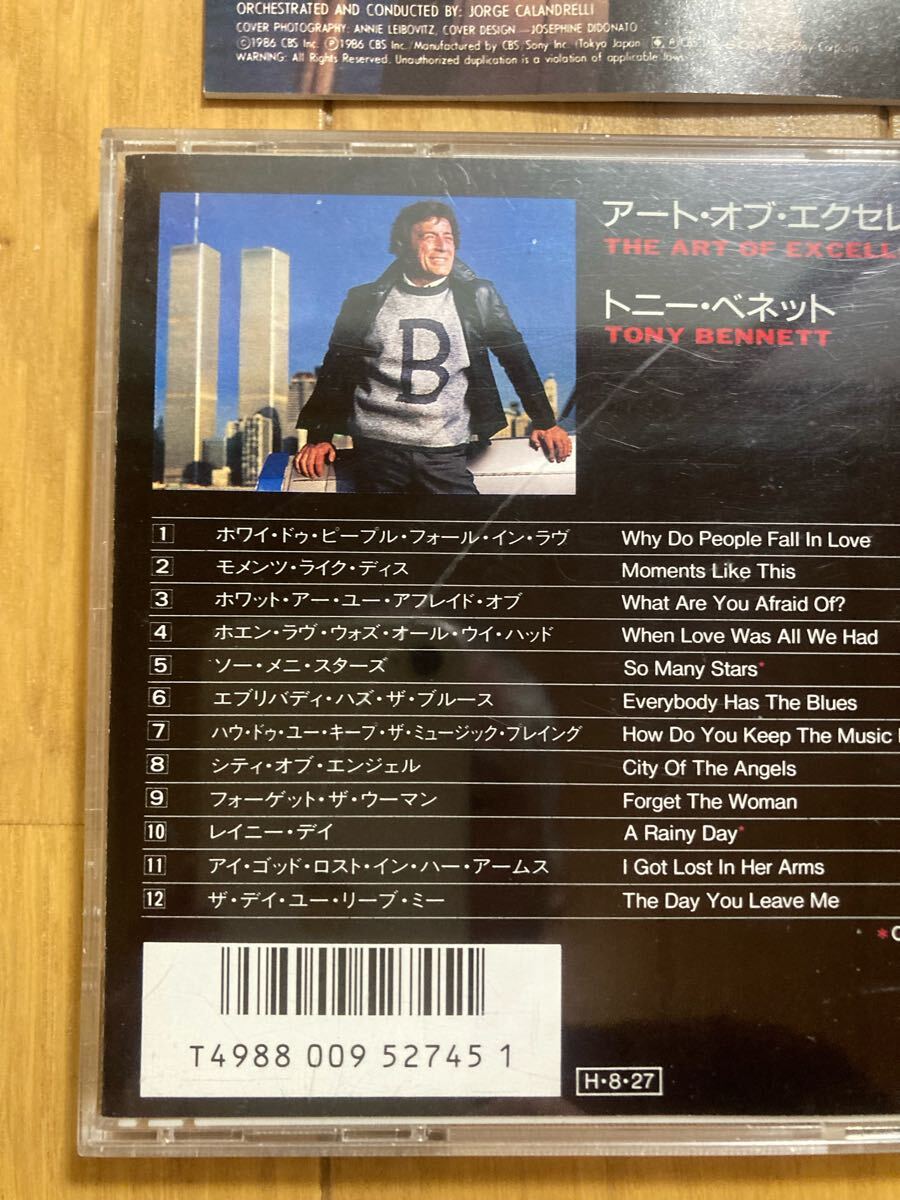 ORCHESTRATED AND CONDUCTED BY: JORGE CALANDRELLI
COVER PHOTOGRAPHY: ANNIE LEIBOVITZ, COVER DESIGN—JOSEPHINE DIDONATO
©1986 CBS Inc. ℗1986 CBS Inc./Manufactured by CBS/Sony Inc. (Tokyo Japan
WARNING: All Rights Reserved. Unauthorized duplication is a violation of applicable laws.
アート・オブ・エクセレ
THE ART OF EXCELL
トニー・ベネット
TONY BENNETT
B
1 ホワイ・ドゥ・ピープル・フォール・イン・ラヴ Why Do People Fall In Love
2 モメンツ・ライク・ディス Moments Like This
3 ホワット・アー・ユー・アフレイド・オブ What Are You Afraid Of?
4 ホエン・ラヴ・ウォズ・オール・ウイ・ハッド When Love Was All We Had
5 ソー・メニ・スターズ So Many Stars*
6 エブリバディ・ハズ・ザ・ブルース Everybody Has The Blues
7 ハウ・ドゥ・ユー・キープ・ザ・ミュージック・プレイング How Do You Keep The Music
8 シティ・オブ・エンジェル City Of The Angels
9 フォーゲット・ザ・ウーマン Forget The Woman
10 レイニー・デイ A Rainy Day*
11 アイ・ゴッド・ロスト・イン・ハー・アームス I Got Lost In Her Arms
12 ザ・デイ・ユー・リーブ・ミー The Day You Leave Me
T4988 009 52745 1
H・8・27